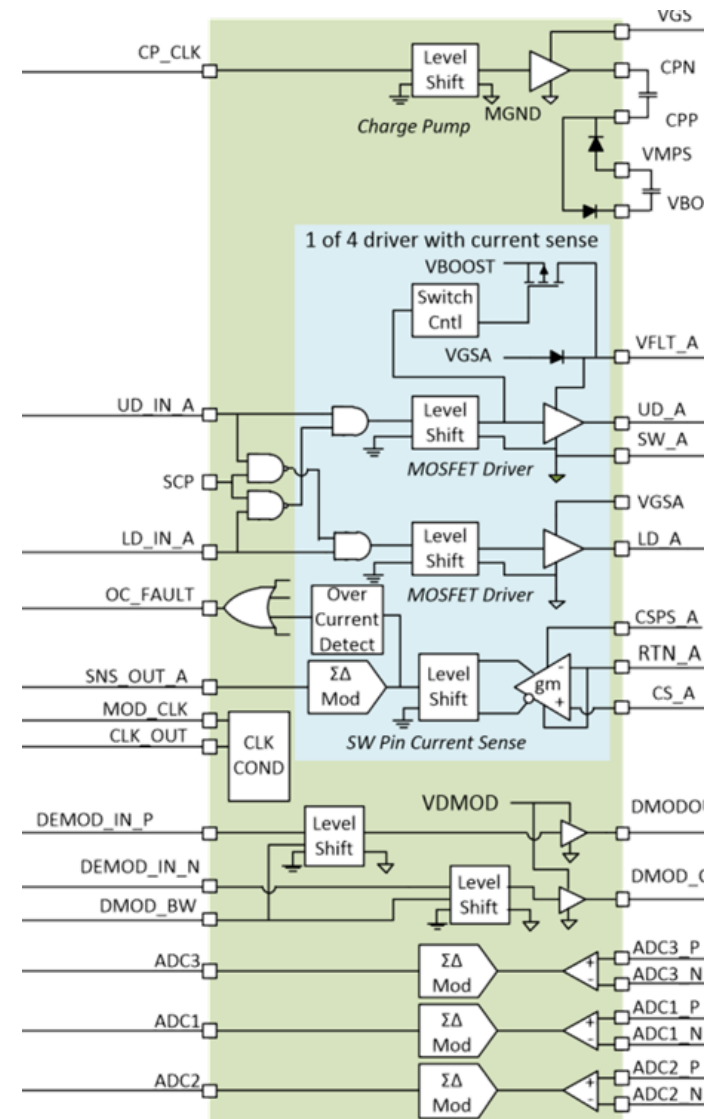 VGS
CP_CLK
Level
Shift
CPN
MGND
Charge Pump
CPP
VMPS
VBO
1 of 4 driver with current sense
VBOOST
Switch
Cntl
VGSA
VFLT_A
UD_IN_A
Level
Shift
UD_A
SW_A
MOSFET Driver
SCP
VGSA
LD_IN_A
Level
Shift
LD_A
MOSFET Driver
OC_FAULT
Over
Current
Detect
CSPS_A
RTN_A
SNS_OUT_A
ΣΔ
Mod
Level
Shift
-
gm
+
CS_A
MOD_CLK
CLK_OUT
CLK
COND
SW Pin Current Sense
VDMOD
DEMOD_IN_P
Level
Shift
DMODOU
DEMOD_IN_N
Level
Shift
DMOD_O
DMOD_BW
ADC3
ΣΔ
Mod
+
-
ADC3_P
ADC3_N
ADC1
ΣΔ
Mod
+
-
ADC1_P
ADC1_N
ADC2
ΣΔ
Mod
+
-
ADC2_P
ADC2_N